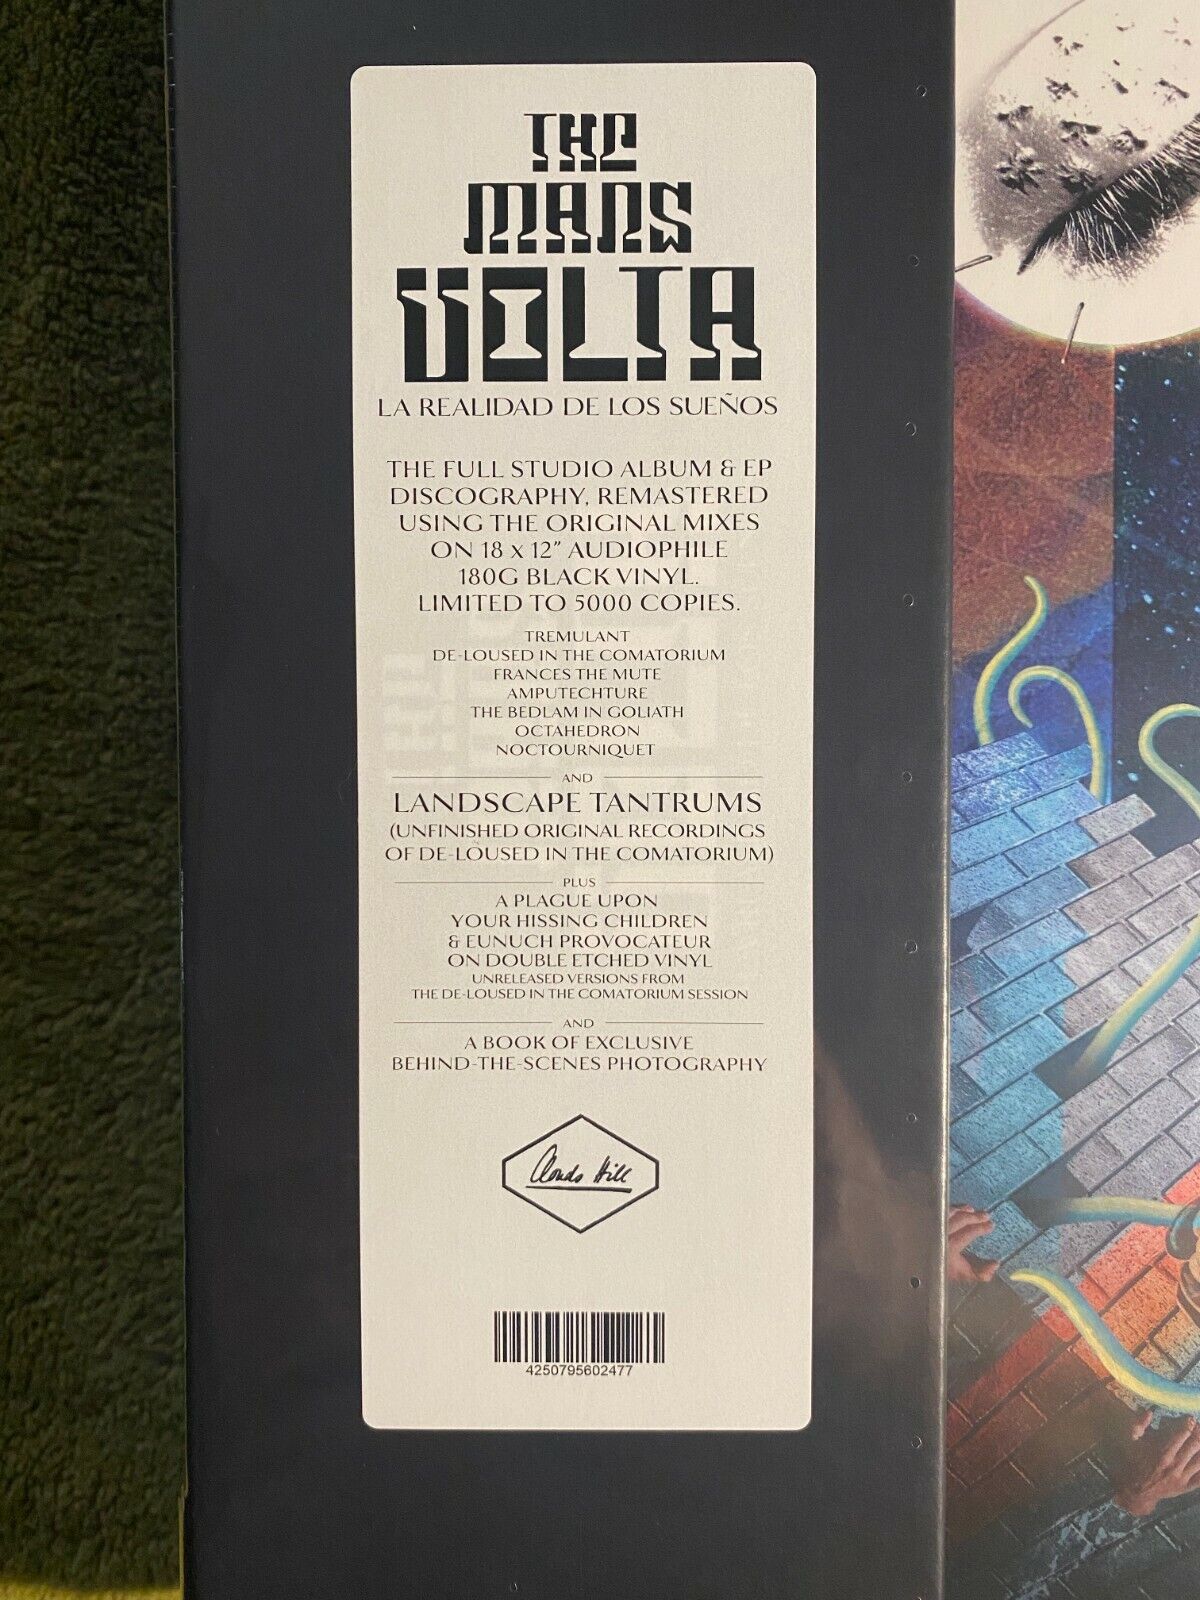 THE
MARS
VOLTA
LA REALIDAD DE LOS SUEÑOS
THE FULL STUDIO ALBUM & EP
DISCOGRAPHY, REMASTERED
USING THE ORIGINAL MIXES
ON 18 x 12” AUDIOPHILE
180G BLACK VINYL.
LIMITED TO 5000 COPIES.
TREMULANT
DE-LOUSED IN THE COMATORIUM
FRANCES THE MUTE
AMPUTECHTURE
THE BEDLAM IN GOLIATH
OCTAHEDRON
NOCTOURNIQUET
AND
LANDSCAPE TANTRUMS
(UNFINISHED ORIGINAL RECORDINGS
OF DE-LOUSED IN THE COMATORIUM)
PLUS
A PLAGUE UPON
YOUR HISSING CHILDREN
& EUNUCH PROVOCATEUR
ON DOUBLE ETCHED VINYL
UNRELEASED VERSIONS FROM
THE DE-LOUSED IN THE COMATORIUM SESSION
AND
A BOOK OF EXCLUSIVE
BEHIND-THE-SCENES PHOTOGRAPHY
Clouds Hill
4250795602477